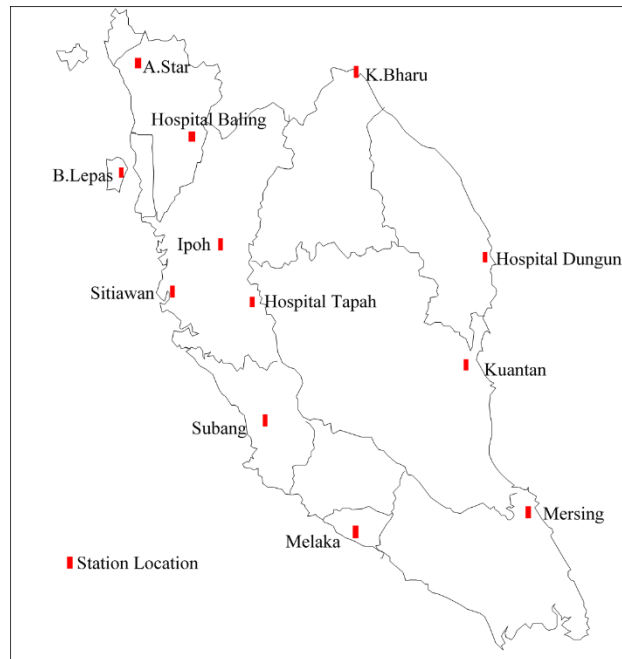 A.Star
K.Bharu
Hospital Baling
B.Lepas
Ipoh
Hospital Dungun
Sitiawan
Hospital Tapah
Kuantan
Subang
Mersing
Melaka
Station Location